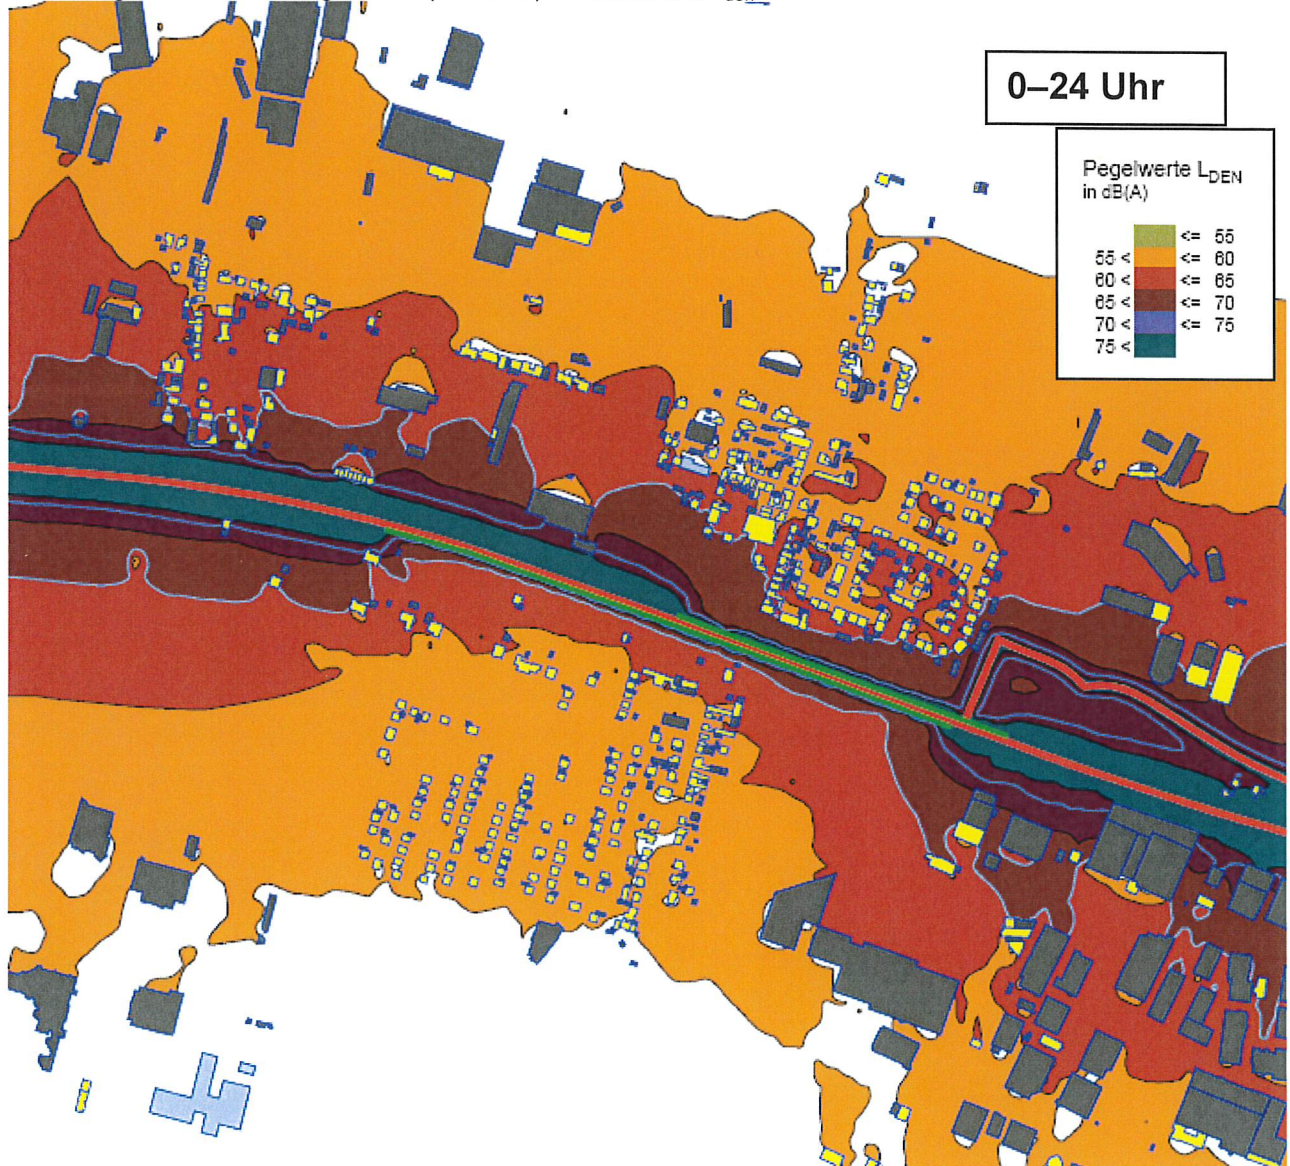 0–24 Uhr
Pegelwerte LDEN
in dB(A)
<= 55
55 < <= 60
60 < <= 65
65 < <= 70
70 < <= 75
75 <